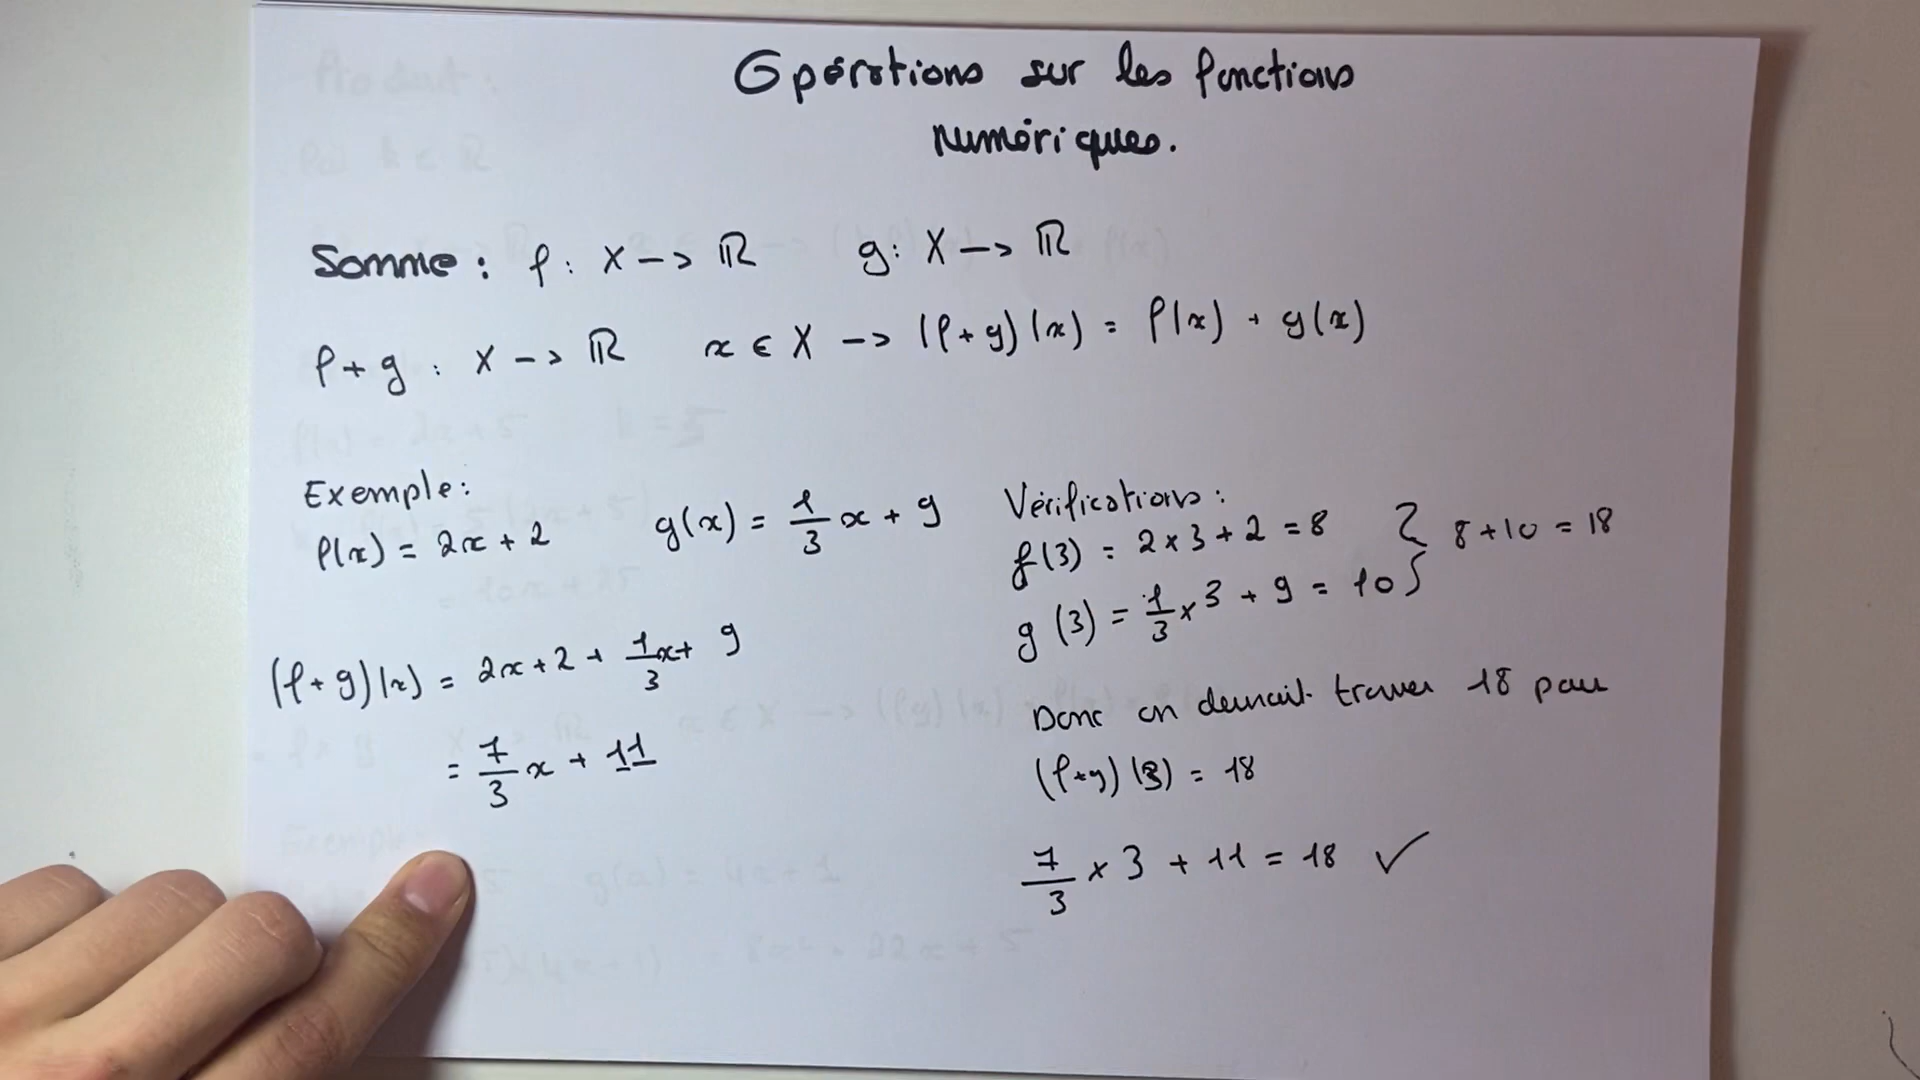 Opérations sur les fonctions
numériques.
Somme : f : X -> ℝ g : X -> ℝ
f + g : X -> ℝ x ∈ X -> (f + g)(x) = f(x) + g(x)
Exemple :
f(x) = 2x + 2 g(x) = 1/3 x + 9
(f + g)(x) = 2x + 2 + 1/3 x + 9
= 7/3 x + 11
Vérifications :
f(3) = 2 x 3 + 2 = 8
g(3) = 1/3 x 3 + 9 = 10
} 8 + 10 = 18
Donc on devrait trouver 18 pour
(f + g)(3) = 18
7/3 x 3 + 11 = 18 ✓